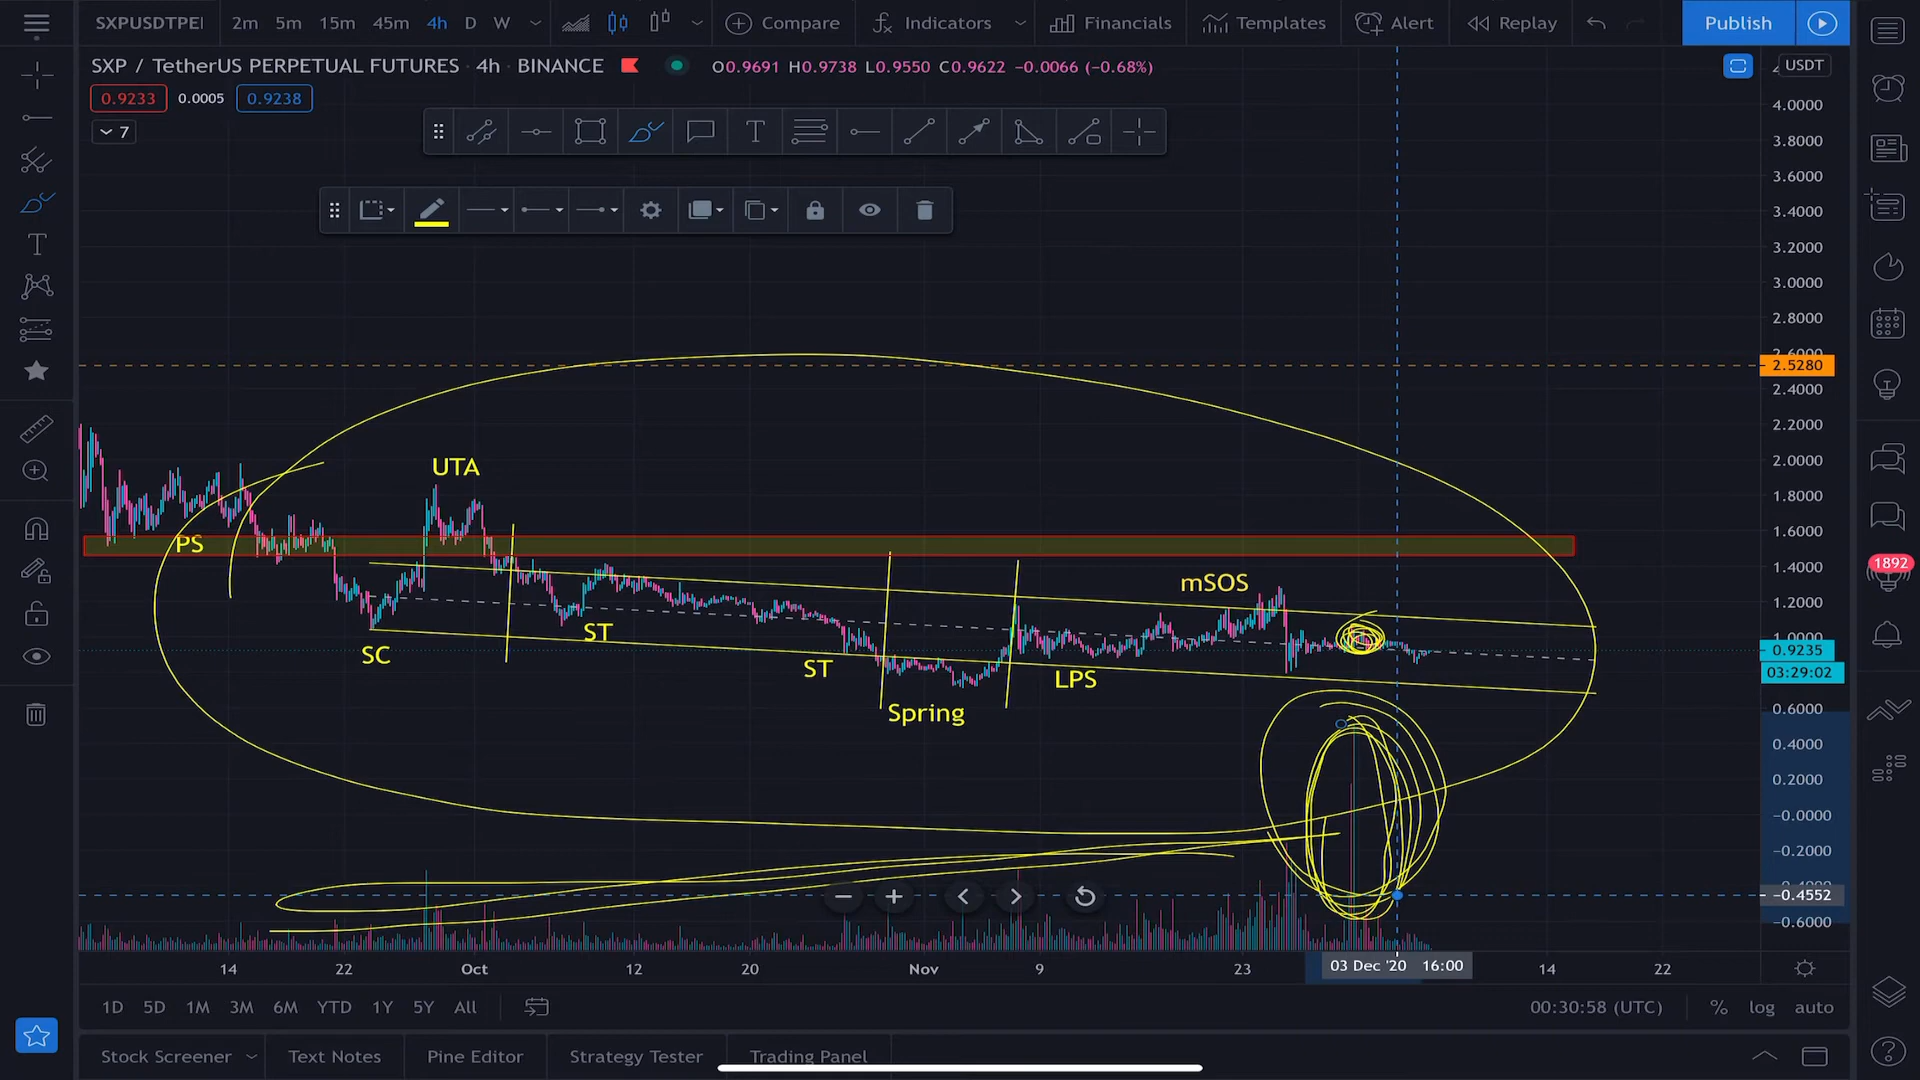 SXPUSDTPEI 2m 5m 15m 45m 4h D W Compare Indicators Financials Templates Alert Replay Publish
SXP / TetherUS PERPETUAL FUTURES · 4h · BINANCE O0.9691 H0.9738 L0.9550 C0.9622 −0.0066 (−0.68%) USDT
0.9233 0.0005 0.9238
4.0000
7
3.8000
T
3.6000
3.4000
3.2000
3.0000
2.8000
2.5280
2.4000
2.2000
UTA
2.0000
1.8000
1.6000
PS
1.4000
1892
mSOS
1.2000
ST
1.0000
SC
0.9235
ST
03:29:02
LPS
Spring
0.6000
0.4000
0.2000
−0.0000
−0.2000
−0.4552
−0.6000
14 22 Oct 12 20 Nov 9 23 03 Dec '20 16:00 14 22
1D 5D 1M 3M 6M YTD 1Y 5Y All 00:30:58 (UTC) % log auto
Stock Screener Text Notes Pine Editor Strategy Tester Trading Panel